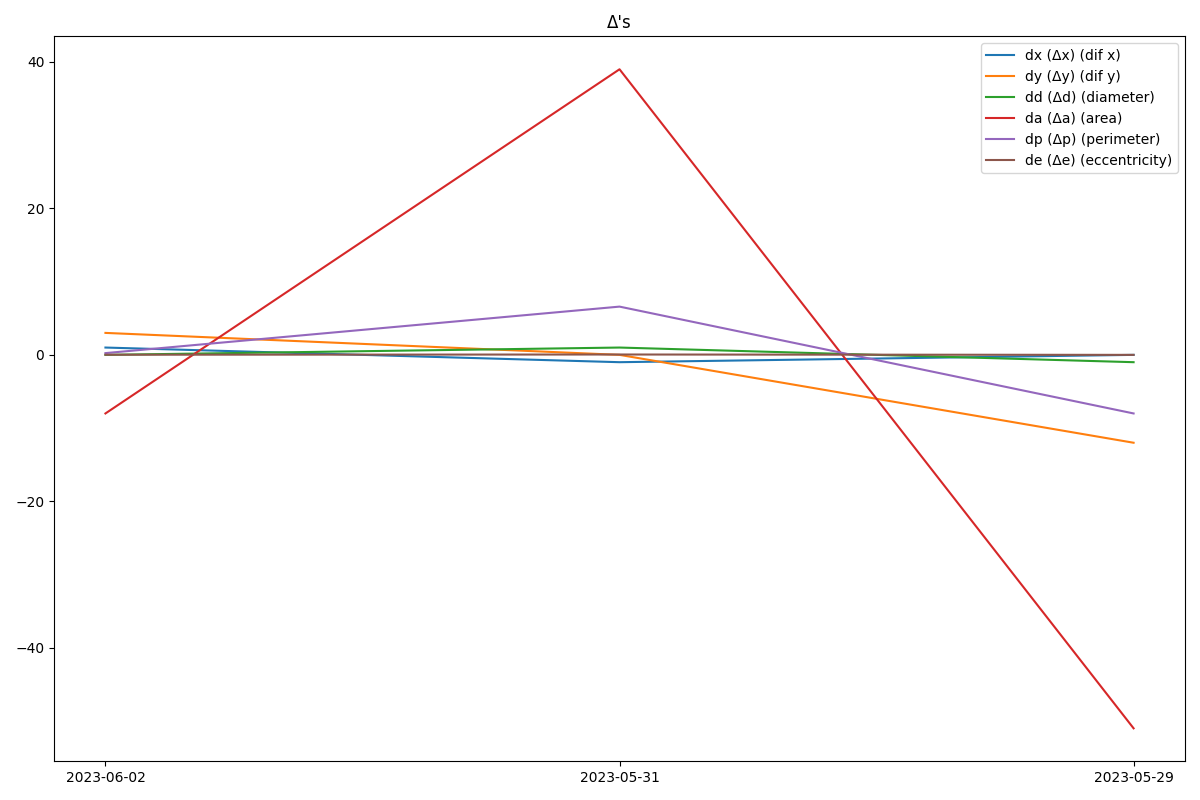 Δ's
dx (Δx) (dif x)
dy (Δy) (dif y)
dd (Δd) (diameter)
da (Δa) (area)
dp (Δp) (perimeter)
de (Δe) (eccentricity)
40
20
0
−20
−40
2023-06-02 2023-05-31 2023-05-29